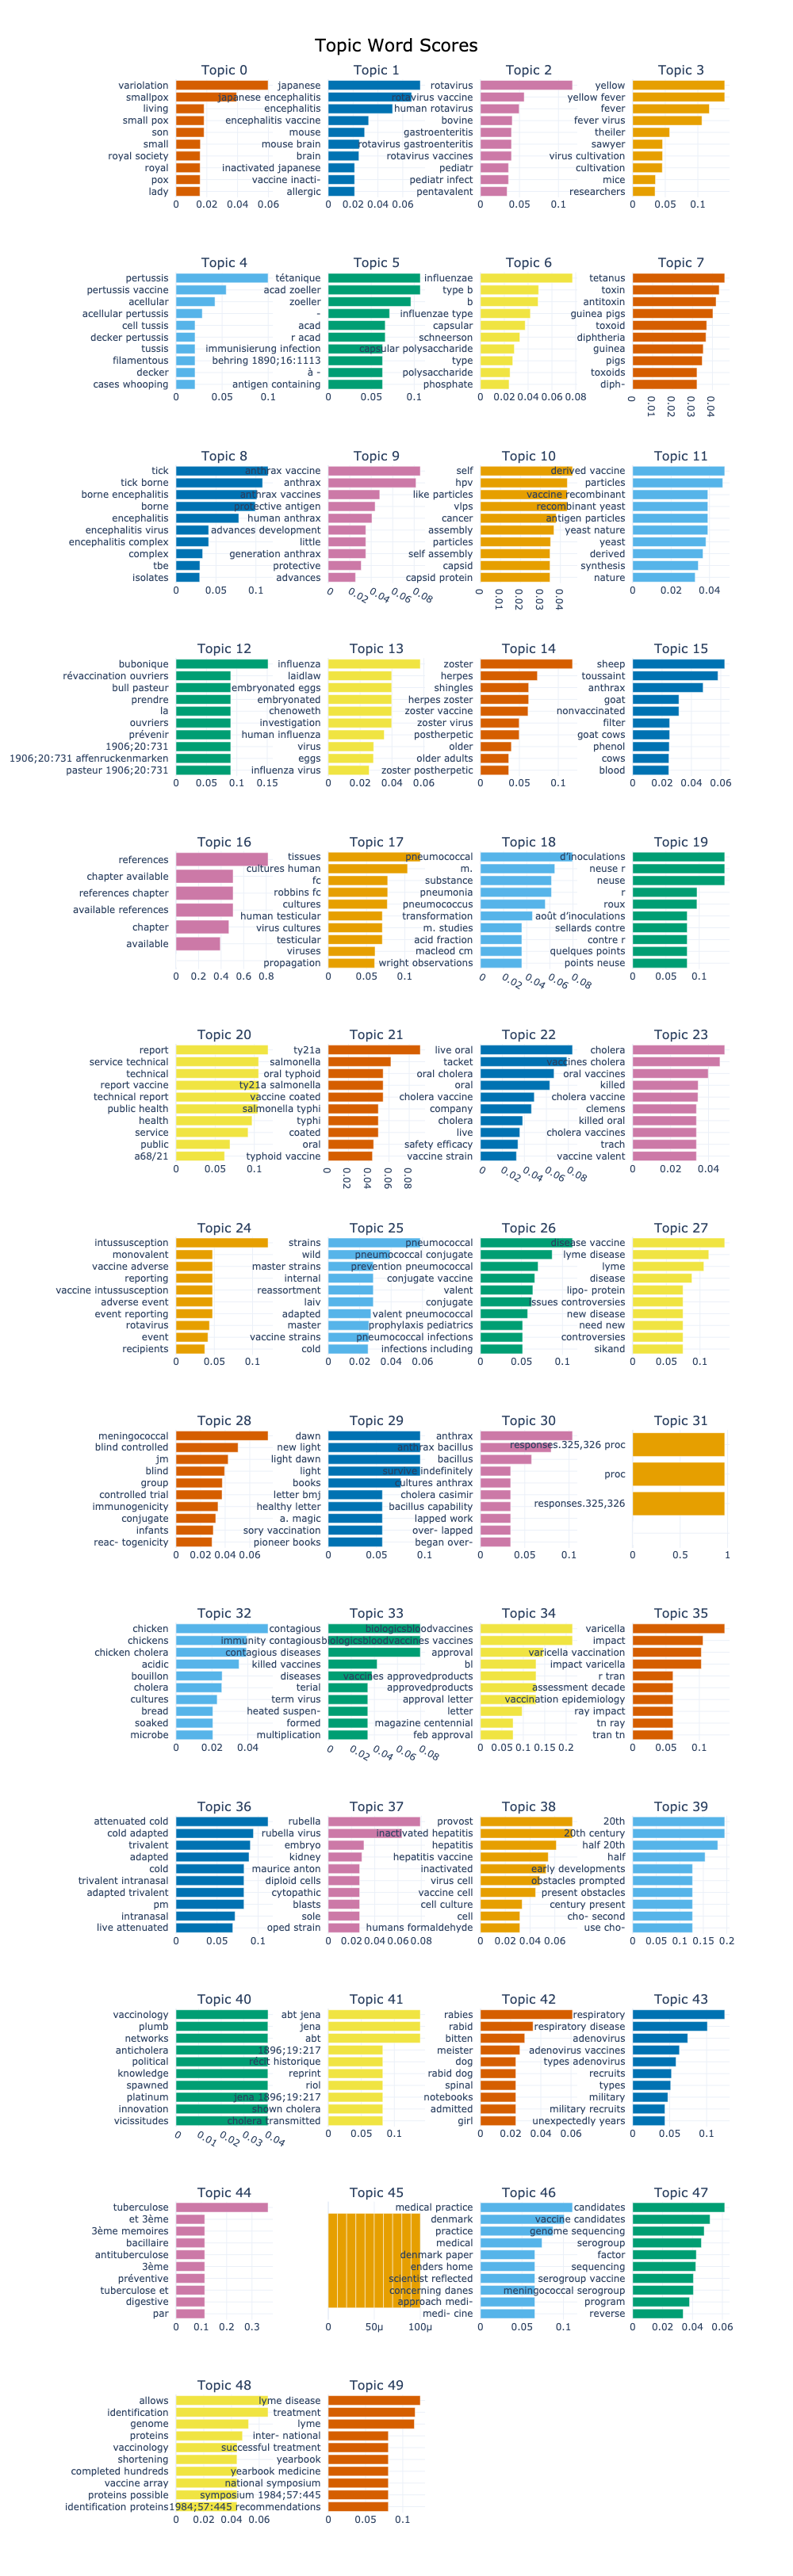 Topic Word Scores
Topic 0
variolation
smallpox
living
small pox
son
small
royal society
royal
pox
lady
0 0.02 0.04 0.06
Topic 1
japanese
japanese encephalitis
encephalitis
encephalitis vaccine
mouse
mouse brain
brain
inactivated japanese
vaccine inacti-
allergic
0 0.02 0.04 0.06
Topic 2
rotavirus
rotavirus vaccine
human rotavirus
bovine
gastroenteritis
rotavirus gastroenteritis
rotavirus vaccines
pediatr
pediatr infect
pentavalent
0 0.05 0.1
Topic 3
yellow
yellow fever
fever
fever virus
theiler
sawyer
virus cultivation
cultivation
mice
researchers
0 0.05 0.1
Topic 4
pertussis
pertussis vaccine
acellular
acellular pertussis
cell tussis
decker pertussis
tussis
filamentous
decker
cases whooping
0 0.05 0.1
Topic 5
tétanique
acad zoeller
zoeller
-
acad
r acad
immunisierung infection
behring 1890;16:1113
à -
antigen containing
0 0.05 0.1
Topic 6
influenzae
type b
b
influenzae type
capsular
schneerson
capsular polysaccharide
type
polysaccharide
phosphate
0 0.02 0.04 0.06 0.08
Topic 7
tetanus
toxin
antitoxin
guinea pigs
toxoid
diphtheria
guinea
pigs
toxoids
diph-
0 0.01 0.02 0.03 0.04
Topic 8
tick
tick borne
borne encephalitis
borne
encephalitis
encephalitis virus
encephalitis complex
complex
tbe
isolates
0 0.05 0.1
Topic 9
anthrax vaccine
anthrax
anthrax vaccines
protective antigen
human anthrax
advances development
little
generation anthrax
protective
advances
0 0.02 0.04 0.06 0.08
Topic 10
self
hpv
like particles
vlps
cancer
assembly
particles
self assembly
capsid
capsid protein
0 0.01 0.02 0.03 0.04
Topic 11
derived vaccine
particles
vaccine recombinant
recombinant yeast
antigen particles
yeast nature
yeast
derived
synthesis
nature
0 0.02 0.04
Topic 12
bubonique
révaccination ouvriers
bull pasteur
prendre
la
ouvriers
prévenir
1906;20:731
1906;20:731 affenruckenmarken
pasteur 1906;20:731
0 0.05 0.1 0.15
Topic 13
influenza
laidlaw
embryonated eggs
embryonated
chenoweth
investigation
human influenza
virus
eggs
influenza virus
0 0.02 0.04 0.06
Topic 14
zoster
herpes
shingles
herpes zoster
zoster vaccine
zoster virus
postherpetic
older
older adults
zoster postherpetic
0 0.05 0.1
Topic 15
sheep
toussaint
anthrax
goat
nonvaccinated
filter
goat cows
phenol
cows
blood
0 0.02 0.04 0.06
Topic 16
references
chapter available
references chapter
available references
chapter
available
0 0.2 0.4 0.6 0.8
Topic 17
tissues
cultures human
fc
robbins fc
cultures
human testicular
virus cultures
testicular
viruses
propagation
0 0.05 0.1
Topic 18
pneumococcal
m.
substance
pneumonia
pneumococcus
transformation
m. studies
acid fraction
macleod cm
wright observations
0 0.02 0.04 0.06 0.08
Topic 19
d’inoculations
neuse r
neuse
r
roux
août d’inoculations
sellards contre
contre r
quelques points
points neuse
0 0.05 0.1
Topic 20
report
service technical
technical
report vaccine
technical report
public health
health
service
public
a68/21
0 0.05 0.1
Topic 21
ty21a
salmonella
oral typhoid
ty21a salmonella
vaccine coated
salmonella typhi
typhi
coated
oral
typhoid vaccine
0 0.02 0.04 0.06 0.08
Topic 22
live oral
tacket
oral cholera
oral
cholera vaccine
company
cholera
live
safety efficacy
vaccine strain
0 0.02 0.04 0.06 0.08
Topic 23
cholera
vaccines cholera
oral vaccines
killed
cholera vaccine
clemens
killed oral
cholera vaccines
trach
vaccine valent
0 0.02 0.04
Topic 24
intussusception
monovalent
vaccine adverse
reporting
vaccine intussusception
adverse event
event reporting
rotavirus
event
recipients
0 0.05 0.1
Topic 25
strains
wild
master strains
internal
reassortment
laiv
adapted
master
vaccine strains
cold
0 0.02 0.04 0.06
Topic 26
pneumococcal
pneumococcal conjugate
prevention pneumococcal
conjugate vaccine
valent
conjugate
valent pneumococcal
prophylaxis pediatrics
pneumococcal infections
infections including
0 0.05 0.1
Topic 27
disease vaccine
lyme disease
lyme
disease
lipo- protein
issues controversies
new disease
need new
controversies
sikand
0 0.05 0.1
Topic 28
meningococcal
blind controlled
jm
blind
group
controlled trial
immunogenicity
conjugate
infants
reac- togenicity
0 0.02 0.04 0.06
Topic 29
dawn
new light
light dawn
light
books
letter bmj
healthy letter
a. magic
sory vaccination
pioneer books
0 0.05 0.1
Topic 30
anthrax
anthrax bacillus
bacillus
survive indefinitely
cultures anthrax
cholera casimir
bacillus capability
lapped work
over- lapped
began over-
0 0.05 0.1
Topic 31
responses.325,326 proc
proc
responses.325,326
0 0.5 1
Topic 32
chicken
chickens
chicken cholera
acidic
bouillon
cholera
cultures
bread
soaked
microbe
0 0.02 0.04
Topic 33
contagious
immunity contagious
contagious diseases
killed vaccines
diseases
terial
term virus
heated suspen-
formed
multiplication
0 0.02 0.04 0.06 0.08
Topic 34
biologicsbloodvaccines
biologicsbloodvaccines vaccines
approval
bl
vaccines approvedproducts
approvedproducts
approval letter
letter
magazine centennial
feb approval
0 0.05 0.1 0.15 0.2
Topic 35
varicella
impact
varicella vaccination
impact varicella
r tran
assessment decade
vaccination epidemiology
ray impact
tn ray
tran tn
0 0.05 0.1
Topic 36
attenuated cold
cold adapted
trivalent
adapted
cold
trivalent intranasal
adapted trivalent
pm
intranasal
live attenuated
0 0.05 0.1
Topic 37
rubella
rubella virus
embryo
kidney
maurice anton
diploid cells
cytopathic
blasts
sole
oped strain
0 0.02 0.04 0.06 0.08
Topic 38
provost
inactivated hepatitis
hepatitis
hepatitis vaccine
inactivated
virus cell
vaccine cell
cell culture
cell
humans formaldehyde
0 0.02 0.04 0.06
Topic 39
20th
20th century
half 20th
half
early developments
obstacles prompted
present obstacles
century present
cho- second
use cho-
0 0.05 0.1 0.15 0.2
Topic 40
vaccinology
plumb
networks
anticholera
political
knowledge
spawned
platinum
innovation
vicissitudes
0 0.01 0.02 0.03 0.04
Topic 41
abt jena
jena
abt
1896;19:217
récit historique
reprint
riol
jena 1896;19:217
shown cholera
cholera transmitted
0 0.05 0.1
Topic 42
rabies
rabid
bitten
meister
dog
rabid dog
spinal
notebooks
admitted
girl
0 0.02 0.04 0.06
Topic 43
respiratory
respiratory disease
adenovirus
adenovirus vaccines
types adenovirus
recruits
types
military
military recruits
unexpectedly years
0 0.05 0.1
Topic 44
tuberculose
et 3ème
3ème memoires
bacillaire
antituberculose
3ème
préventive
tuberculose et
digestive
par
0 0.1 0.2 0.3
Topic 45
0 50µ 100µ
Topic 46
medical practice
denmark
practice
medical
denmark paper
enders home
scientist reflected
concerning danes
approach medi-
medi- cine
0 0.05 0.1
Topic 47
candidates
vaccine candidates
genome sequencing
serogroup
factor
sequencing
serogroup vaccine
meningococcal serogroup
program
reverse
0 0.02 0.04 0.06
Topic 48
allows
identification
genome
proteins
vaccinology
shortening
completed hundreds
vaccine array
proteins possible
identification proteins
0 0.02 0.04 0.06
Topic 49
lyme disease
treatment
lyme
inter- national
successful treatment
yearbook
yearbook medicine
national symposium
symposium 1984;57:445
1984;57:445 recommendations
0 0.05 0.1